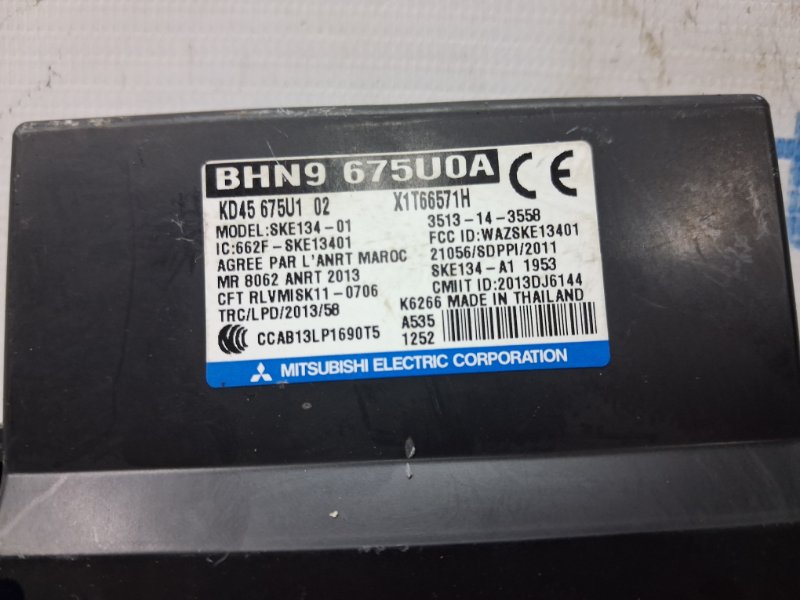 BHN9 675U0A CE
KD45 675U1 02 X1T66571H
MODEL:SKE134-01 3513-14-3558
IC:662F-SKE13401 FCC ID:WAZSKE13401
AGREE PAR L'ANRT MAROC 21056/SDPPI/2011
MR 8062 ANRT 2013 SKE134-A1 1953
CFT RLVMISK11-0706 CMIIT ID:2013DJ6144
TRC/LPD/2013/58 K6266 MADE IN THAILAND
CCAB13LP1690T5 A535
1252
MITSUBISHI ELECTRIC CORPORATION